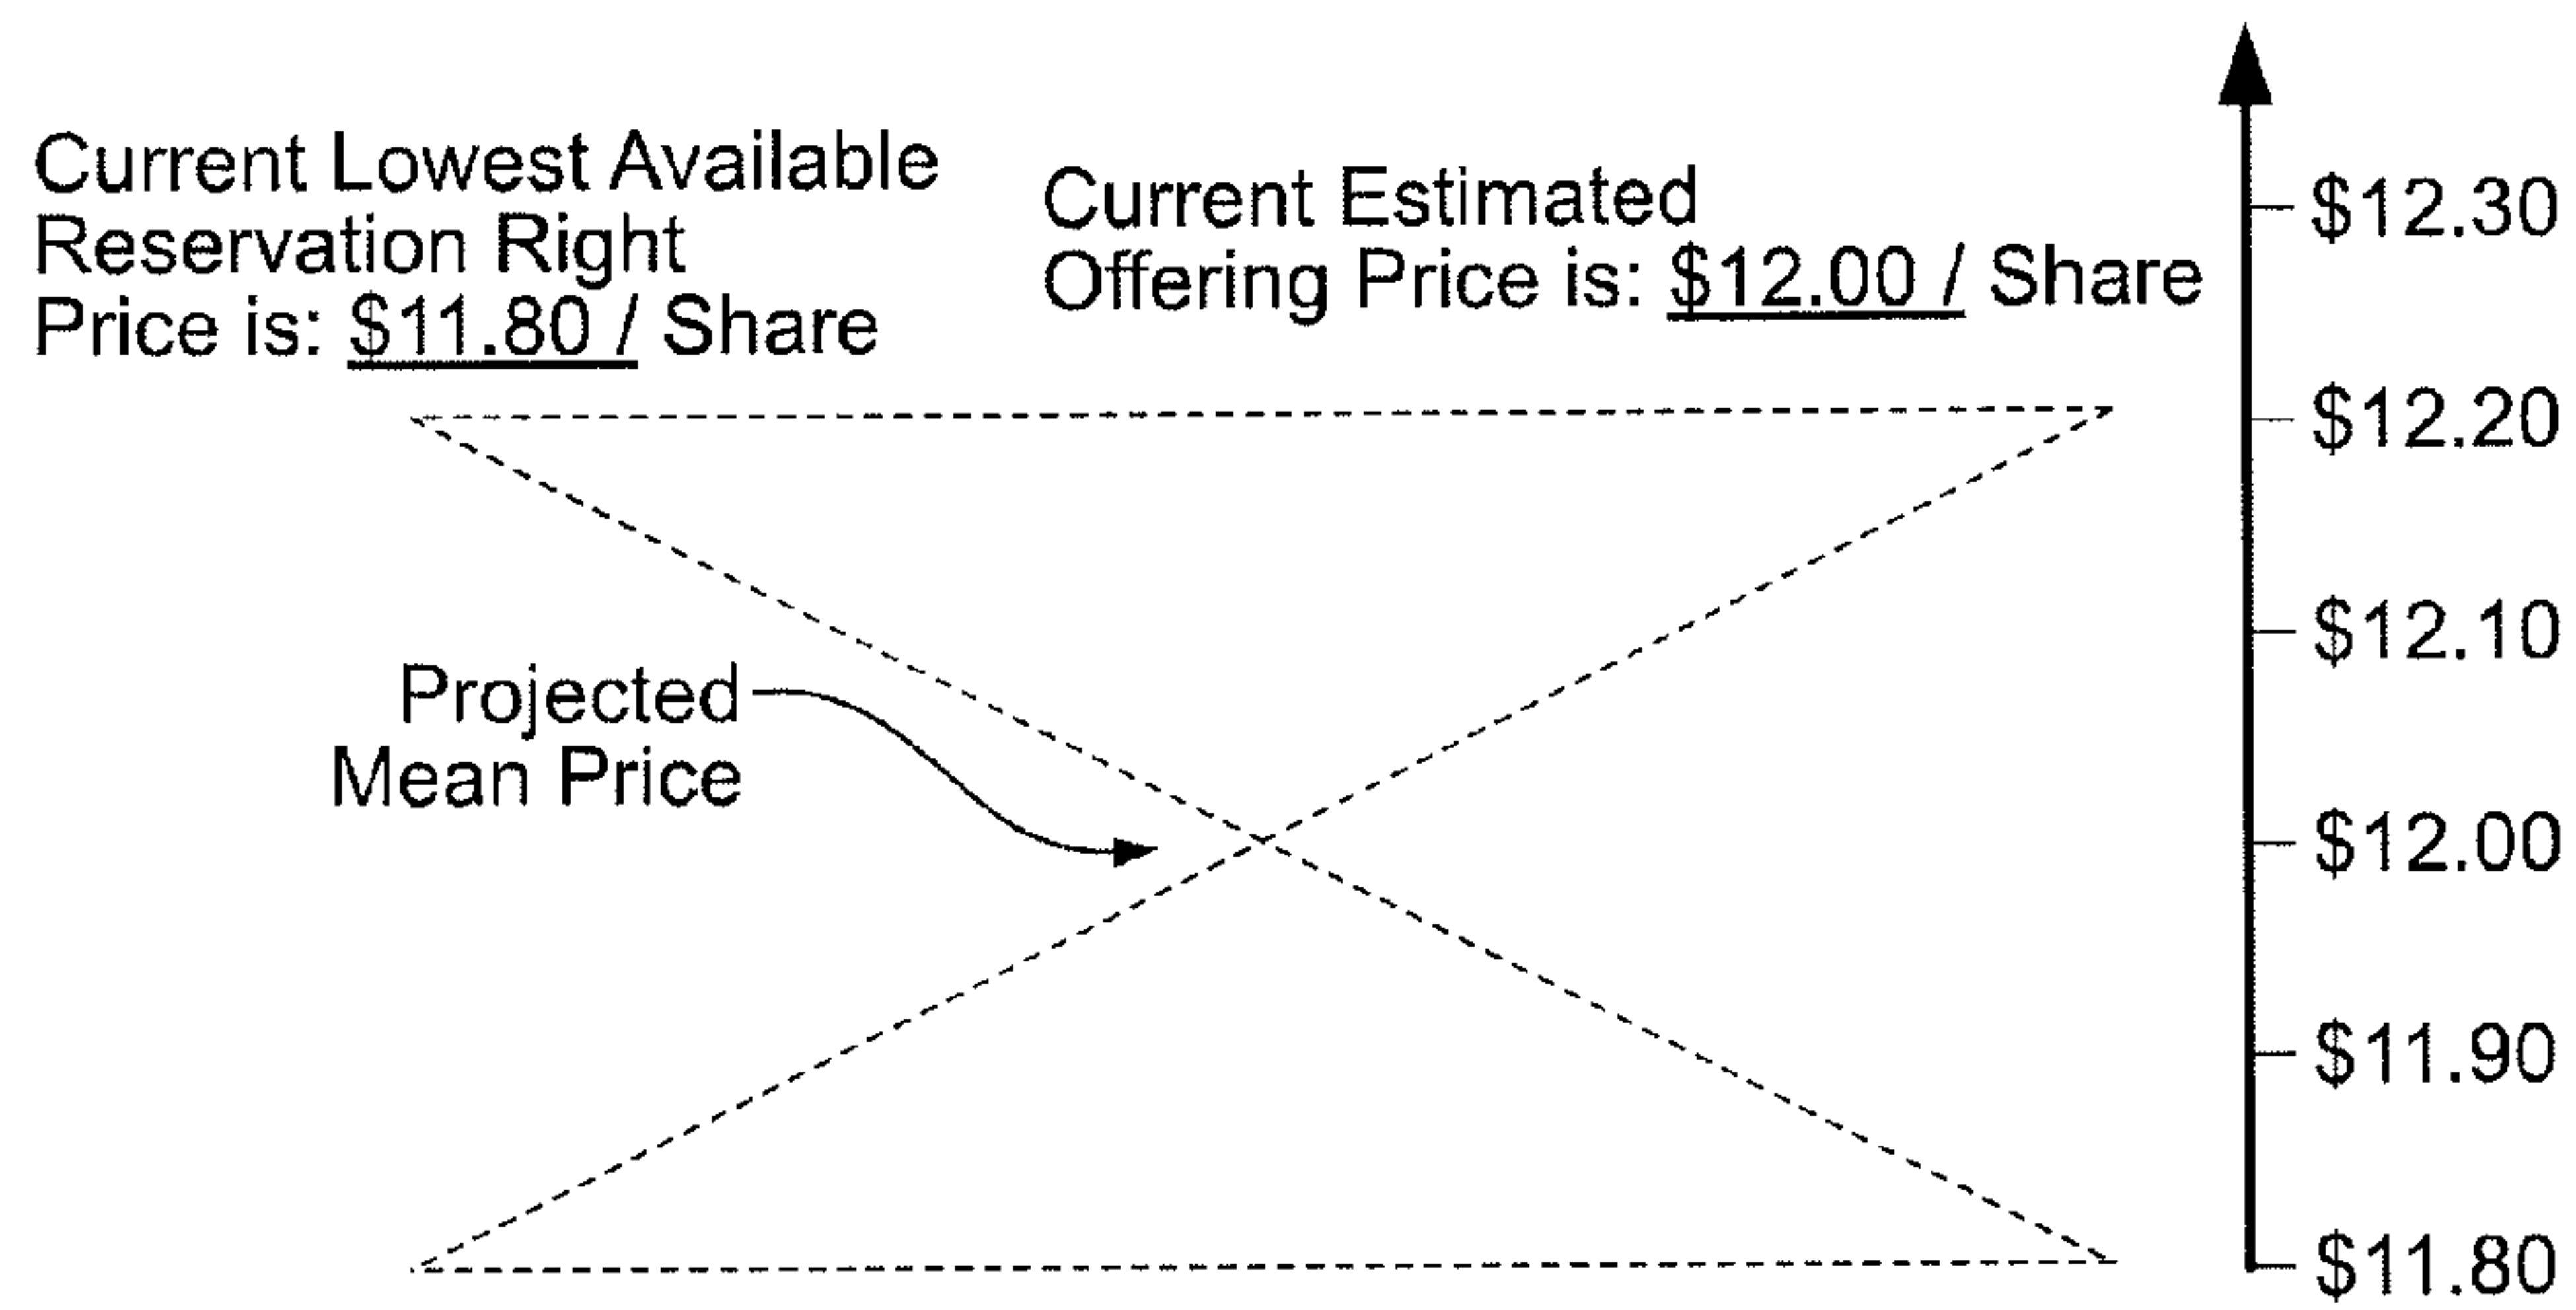 Current Lowest Available
Reservation Right
Price is: $11.80 / Share
Current Estimated
Offering Price is: $12.00 / Share
$12.30
$12.20
$12.10
Projected
Mean Price
$12.00
$11.90
$11.80